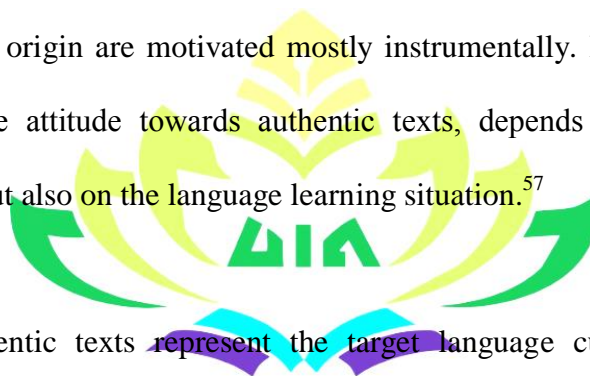 origin are motivated mostly instrumentally.
attitude towards authentic texts, depends
also on the language learning situation.57
UIN
texts represent the target language